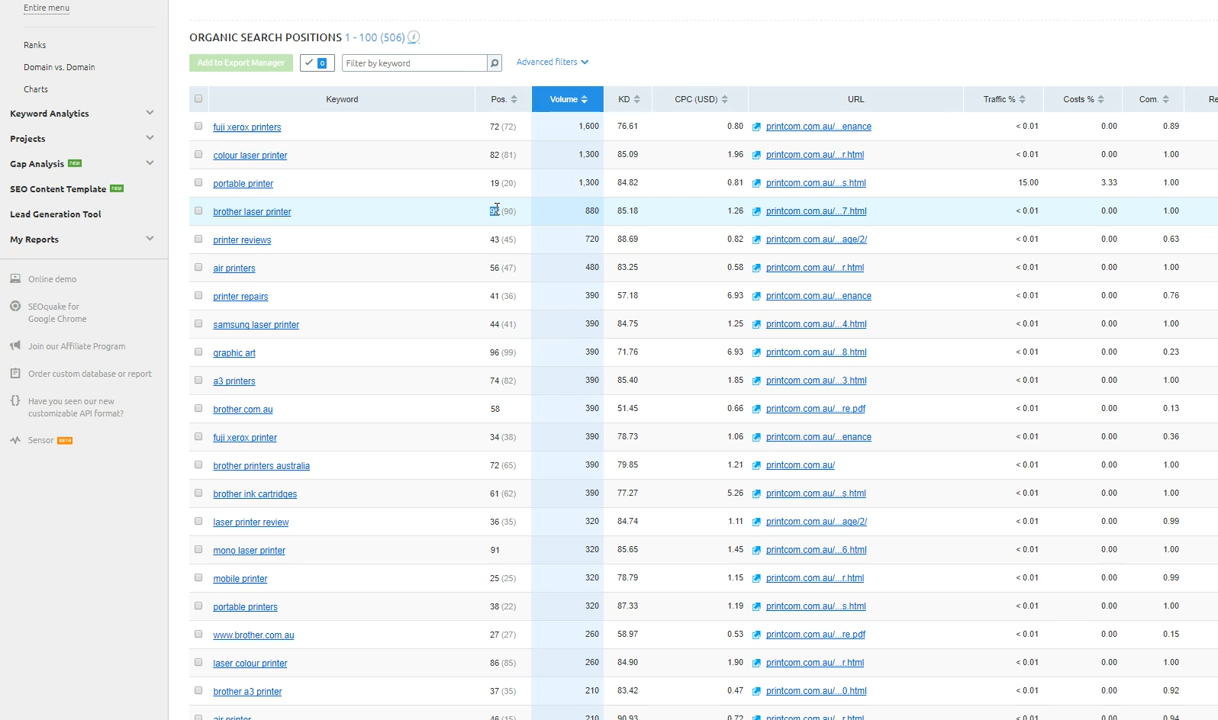 Entire menu
Ranks
Domain vs. Domain
Charts
Keyword Analytics
Projects
Gap Analysis new
SEO Content Template new
Lead Generation Tool
My Reports
Online demo
SEOquake for
Google Chrome
Join our Affiliate Program
Order custom database or report
Have you seen our new
customizable API format?
Sensor BETA
ORGANIC SEARCH POSITIONS 1 - 100 (506) i
Add to Export Manager 0 Filter by keyword Advanced filters
Keyword Pos. Volume KD CPC (USD) URL Traffic % Costs % Com. Re
fuji xerox printers 72 (72) 1,600 76.61 0.80 printcom.com.au/...enance < 0.01 0.00 0.89
colour laser printer 82 (81) 1,300 85.09 1.96 printcom.com.au/...r.html < 0.01 0.00 1.00
portable printer 19 (20) 1,300 84.82 0.81 printcom.com.au/...s.html 15.00 3.33 1.00
brother laser printer (90) 880 85.18 1.26 printcom.com.au/...7.html < 0.01 0.00 1.00
printer reviews 43 (45) 720 88.69 0.82 printcom.com.au/...age/2/ < 0.01 0.00 0.63
air printers 56 (47) 480 83.25 0.58 printcom.com.au/...r.html < 0.01 0.00 1.00
printer repairs 41 (36) 390 57.18 6.93 printcom.com.au/...enance < 0.01 0.00 0.76
samsung laser printer 44 (41) 390 84.75 1.25 printcom.com.au/...4.html < 0.01 0.00 1.00
graphic art 96 (99) 390 71.76 6.93 printcom.com.au/...8.html < 0.01 0.00 0.23
a3 printers 74 (82) 390 85.40 1.85 printcom.com.au/...3.html < 0.01 0.00 1.00
brother.com.au 58 390 51.45 0.66 printcom.com.au/...re.pdf < 0.01 0.00 0.13
fuji xerox printer 34 (38) 390 78.73 1.06 printcom.com.au/...enance < 0.01 0.00 0.36
brother printers australia 72 (65) 390 79.85 1.21 printcom.com.au/ < 0.01 0.00 1.00
brother ink cartridges 61 (62) 390 77.27 5.26 printcom.com.au/...s.html < 0.01 0.00 1.00
laser printer review 36 (35) 320 84.74 1.11 printcom.com.au/...age/2/ < 0.01 0.00 0.99
mono laser printer 91 320 85.65 1.45 printcom.com.au/...6.html < 0.01 0.00 1.00
mobile printer 25 (25) 320 78.79 1.15 printcom.com.au/...r.html < 0.01 0.00 0.99
portable printers 38 (22) 320 87.33 1.19 printcom.com.au/...s.html < 0.01 0.00 1.00
www.brother.com.au 27 (27) 260 58.97 0.53 printcom.com.au/...re.pdf < 0.01 0.00 0.15
laser colour printer 86 (85) 260 84.90 1.90 printcom.com.au/...r.html < 0.01 0.00 1.00
brother a3 printer 37 (35) 210 83.42 0.47 printcom.com.au/...0.html < 0.01 0.00 0.92
air printer 46 (15) 210 90.93 0.72 printcom.com.au/...r.html < 0.01 0.00 0.94